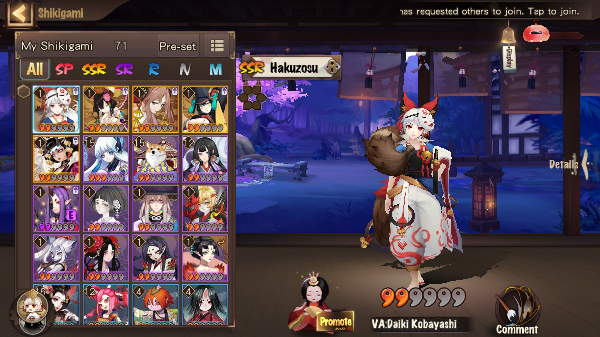 Shikigami
has requested others to join. Tap to join.
My Shikigami 71 Pre-set
All SP SSR SR R N M
SSR Hakuzosu
Display
Details
Promote
VA:Daiki Kobayashi
Comment